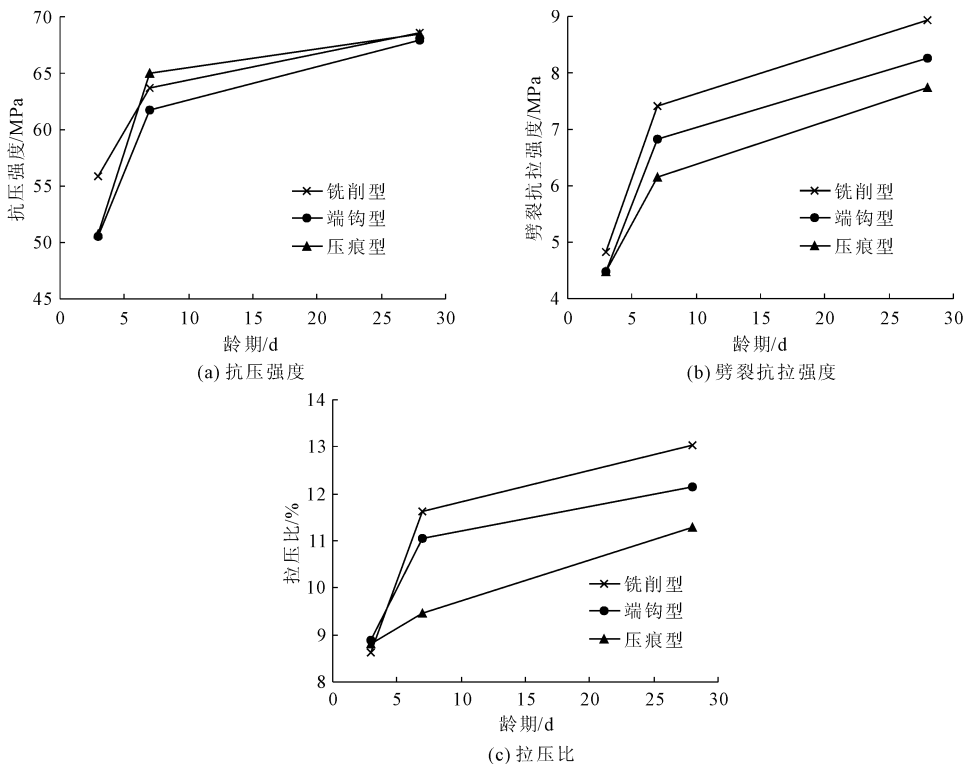 70
65
60
55
50
45
抗压强度/MPa
铣削型
端钩型
压痕型
0 5 10 15 20 25 30
龄期/d
(a) 抗压强度
9
8
7
6
5
4
劈裂抗拉强度/MPa
铣削型
端钩型
压痕型
0 5 10 15 20 25 30
龄期/d
(b) 劈裂抗拉强度
14
13
12
11
10
9
8
拉压比/%
铣削型
端钩型
压痕型
0 5 10 15 20 25 30
龄期/d
(c) 拉压比